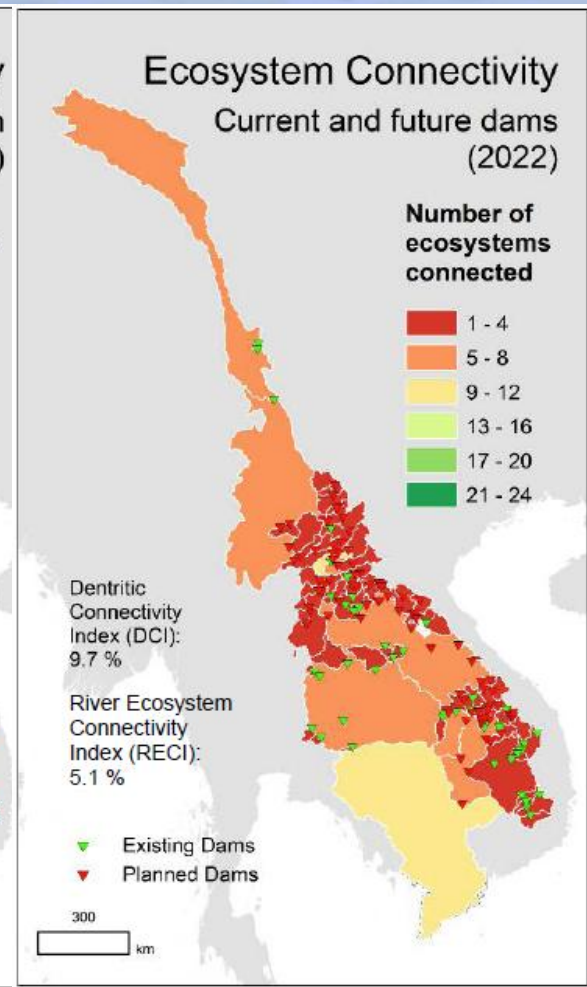 Ecosystem Connectivity
Current and future dams
(2022)
Number of
ecosystems
connected
1 - 4
5 - 8
9 - 12
13 - 16
17 - 20
21 - 24
Dentritic
Connectivity
Index (DCI):
9.7 %
River Ecosystem
Connectivity
Index (RECI):
5.1 %
Existing Dams
Planned Dams
300
km